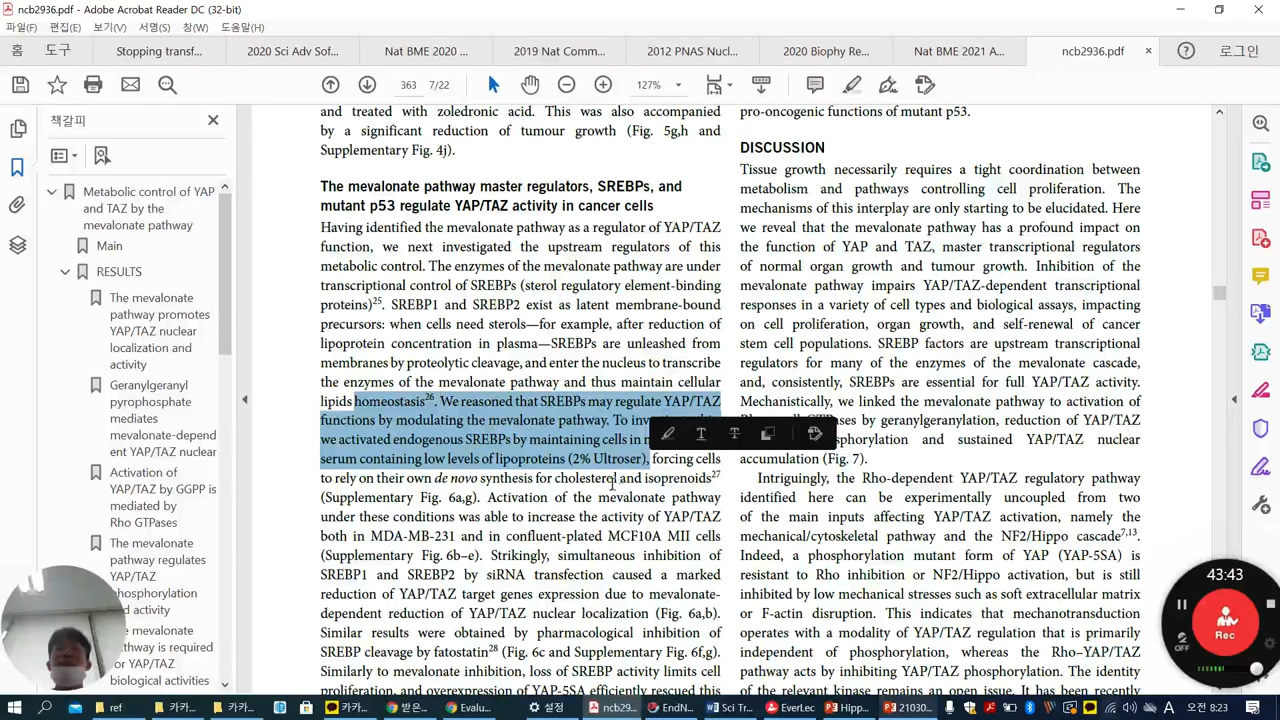 ncb2936.pdf - Adobe Acrobat Reader DC (32-bit)
파일(F) 편집(E) 보기(V) 서명(S) 창(W) 도움말(H)
홈 도구 Stopping transf... 2020 Sci Adv Sof... Nat BME 2020 ... 2019 Nat Comm... 2012 PNAS Nucl... 2020 Biophy Re... Nat BME 2021 A... ncb2936.pdf 로그인
363 7/22 127%
책갈피
Metabolic control of YAP
and TAZ by the
mevalonate pathway
Main
RESULTS
The mevalonate
pathway promotes
YAP/TAZ nuclear
localization and
activity
Geranylgeranyl
pyrophosphate
mediates
mevalonate-depend
ent YAP/TAZ nuclear
Activation of
YAP/TAZ by GGPP is
mediated by
Rho GTPases
The mevalonate
pathway regulates
YAP/TAZ
and activity
biological activities
and treated with zoledronic acid. This was also accompanied
by a significant reduction of tumour growth (Fig. 5g,h and
Supplementary Fig. 4j).
The mevalonate pathway master regulators, SREBPs, and
mutant p53 regulate YAP/TAZ activity in cancer cells
Having identified the mevalonate pathway as a regulator of YAP/TAZ
function, we next investigated the upstream regulators of this
metabolic control. The enzymes of the mevalonate pathway are under
transcriptional control of SREBPs (sterol regulatory element-binding
proteins)25. SREBP1 and SREBP2 exist as latent membrane-bound
precursors: when cells need sterols—for example, after reduction of
lipoprotein concentration in plasma—SREBPs are unleashed from
membranes by proteolytic cleavage, and enter the nucleus to transcribe
the enzymes of the mevalonate pathway and thus maintain cellular
lipids homeostasis26. We reasoned that SREBPs may regulate YAP/TAZ
functions by modulating the mevalonate pathway. To
we activated endogenous SREBPs by maintaining cells in
serum containing low levels of lipoproteins (2% Ultroser), forcing cells
to rely on their own de novo synthesis for cholesterol and isoprenoids27
(Supplementary Fig. 6a,g). Activation of the mevalonate pathway
under these conditions was able to increase the activity of YAP/TAZ
both in MDA-MB-231 and in confluent-plated MCF10A MII cells
(Supplementary Fig. 6b–e). Strikingly, simultaneous inhibition of
SREBP1 and SREBP2 by siRNA transfection caused a marked
reduction of YAP/TAZ target genes expression due to mevalonate-
dependent reduction of YAP/TAZ nuclear localization (Fig. 6a,b).
Similar results were obtained by pharmacological inhibition of
SREBP cleavage by fatostatin28 (Fig. 6c and Supplementary Fig. 6f,g).
Similarly to mevalonate inhibition, loss of SREBP activity limits cell
proliferation, and overexpression of YAP-5SA efficiently rescued this
pro-oncogenic functions of mutant p53.
DISCUSSION
Tissue growth necessarily requires a tight coordination between
metabolism and pathways controlling cell proliferation. The
mechanisms of this interplay are only starting to be elucidated. Here
we reveal that the mevalonate pathway has a profound impact on
the function of YAP and TAZ, master transcriptional regulators
of normal organ growth and tumour growth. Inhibition of the
mevalonate pathway impairs YAP/TAZ-dependent transcriptional
responses in a variety of cell types and biological assays, impacting
on cell proliferation, organ growth, and self-renewal of cancer
stem cell populations. SREBP factors are upstream transcriptional
regulators for many of the enzymes of the mevalonate cascade,
and, consistently, SREBPs are essential for full YAP/TAZ activity.
Mechanistically, we linked the mevalonate pathway to activation of
by geranylgeranylation, reduction of YAP/TAZ
and sustained YAP/TAZ nuclear
accumulation (Fig. 7).
Intriguingly, the Rho-dependent YAP/TAZ regulatory pathway
identified here can be experimentally uncoupled from two
of the main inputs affecting YAP/TAZ activation, namely the
mechanical/cytoskeletal pathway and the NF2/Hippo cascade7,13.
Indeed, a phosphorylation mutant form of YAP (YAP-5SA) is
resistant to Rho inhibition or NF2/Hippo activation, but is still
inhibited by low mechanical stresses such as soft extracellular matrix
or F-actin disruption. This indicates that mechanotransduction
operates with a modality of YAP/TAZ regulation that is primarily
independent of phosphorylation, whereas the Rho–YAP/TAZ
pathway acts by inhibiting YAP/TAZ phosphorylation. The identity
of the relevant kinase remains an open issue. It has been recently
43:43
Rec
OFF
ref 카카... 카카... 카카... 받은... Evalu... 설정 ncb29... EndN... Sci Tr... EverLec Hipp... 21030... A 오전 8:23